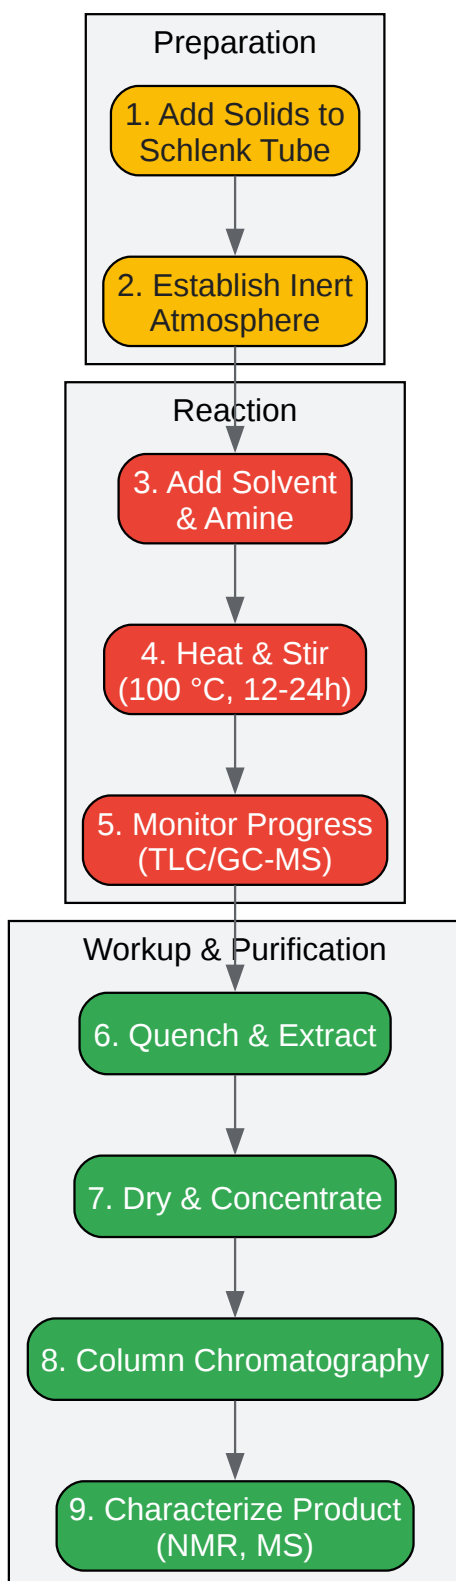 Preparation
1. Add Solids to
Schlenk Tube
2. Establish Inert
Atmosphere
Reaction
3. Add Solvent
& Amine
4. Heat & Stir
(100 °C, 12-24h)
5. Monitor Progress
(TLC/GC-MS)
Workup & Purification
6. Quench & Extract
7. Dry & Concentrate
8. Column Chromatography
9. Characterize Product
(NMR, MS)